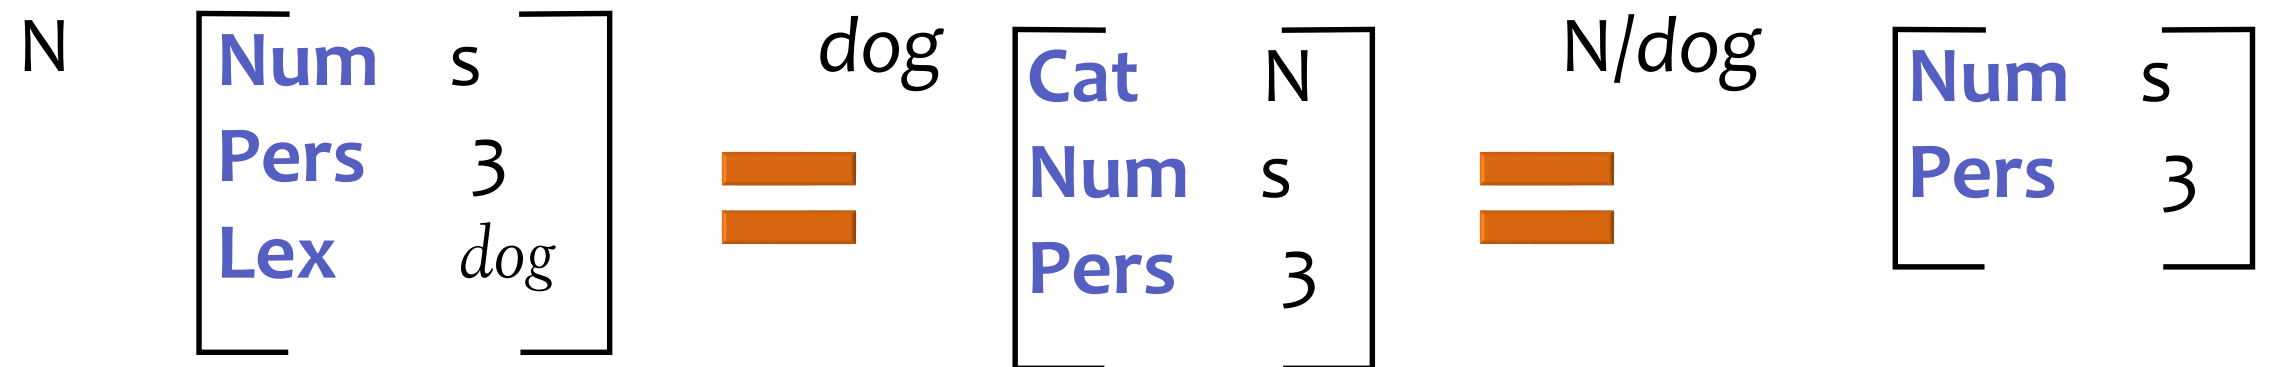 N Num s dog Cat N N/dog Num s
Pers 3 Num s Pers 3
Lex dog Pers 3